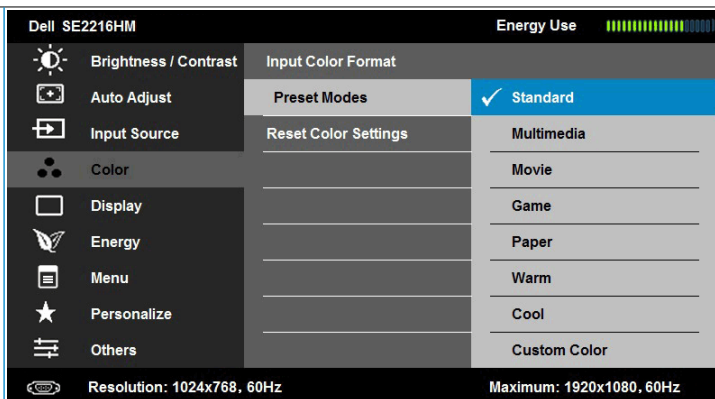 Dell SE2216HM Energy Use
Brightness / Contrast Input Color Format
Auto Adjust Preset Modes Standard
Input Source Reset Color Settings Multimedia
Color Movie
Display Game
Energy Paper
Menu Warm
Personalize Cool
Others Custom Color
Resolution: 1024x768, 60Hz Maximum: 1920x1080, 60Hz